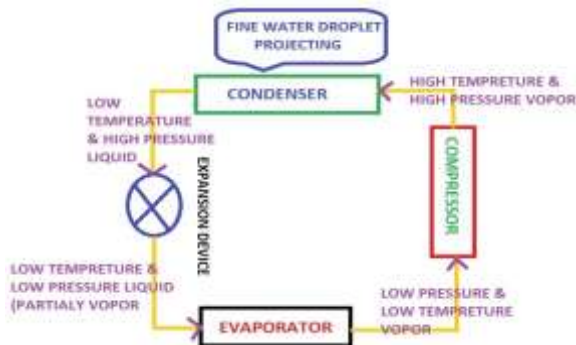 FINE WATER DROPLET
PROJECTING
CONDENSER
HIGH TEMPRETURE &
HIGH PRESSURE VOPOR
LOW
TEMPERATURE
& HIGH PRESSURE
LIQUID
EXPANSION DEVICE
COMPRESSOR
LOW TEMPRETURE &
LOW PRESSURE LIQUID
(PARTIALY VOPOR
EVAPORATOR
LOW PRESSURE &
LOW TEMPRETURE
VOPOR